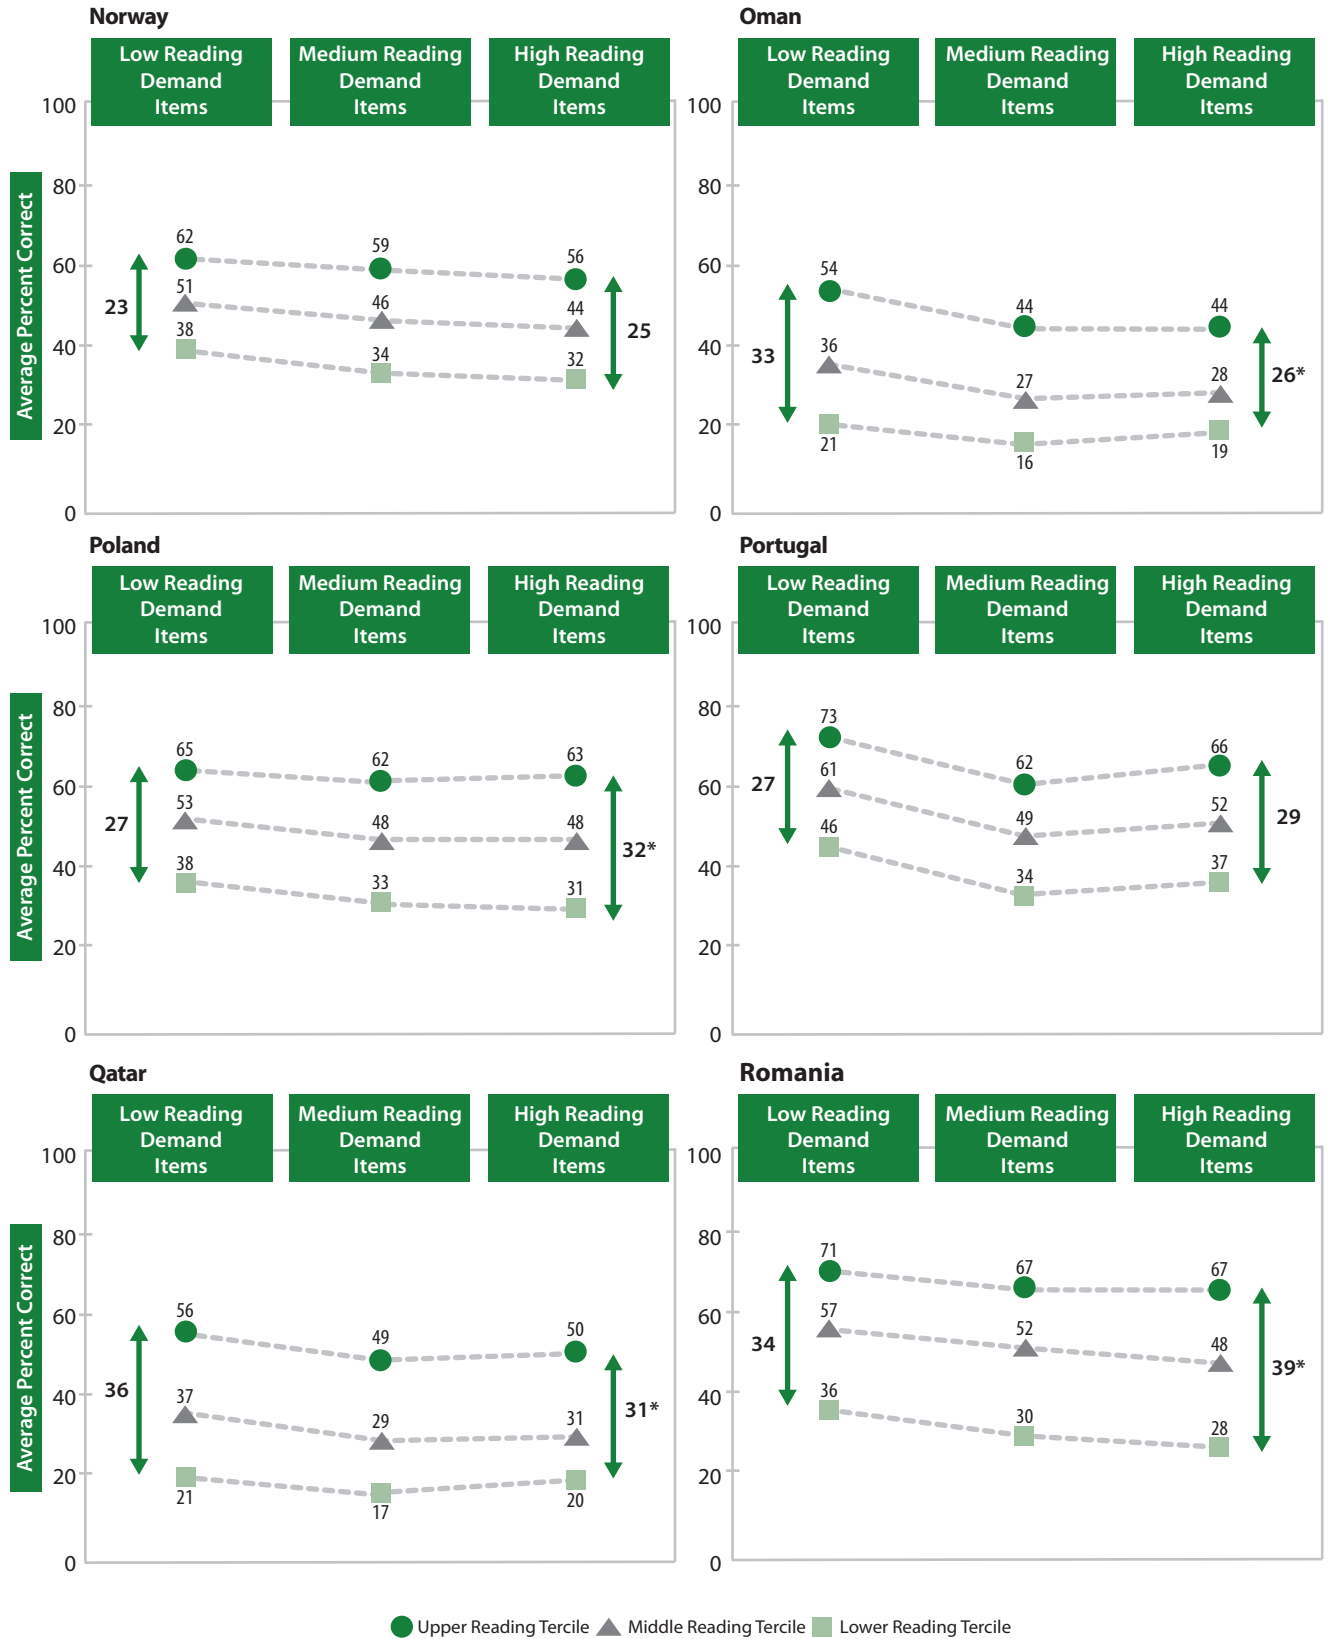 Norway
Low Reading
Demand
Items
Medium Reading
Demand
Items
High Reading
Demand
Items
Average Percent Correct
100
80
60
40
20
0
62
59
56
51
46
44
38
34
32
23
25
Oman
Low Reading
Demand
Items
Medium Reading
Demand
Items
High Reading
Demand
Items
100
80
60
40
20
0
54
44
44
36
27
28
21
16
19
33
26*
Poland
Low Reading
Demand
Items
Medium Reading
Demand
Items
High Reading
Demand
Items
Average Percent Correct
100
80
60
40
20
0
65
62
63
53
48
48
38
33
31
27
32*
Portugal
Low Reading
Demand
Items
Medium Reading
Demand
Items
High Reading
Demand
Items
100
80
60
40
20
0
73
62
66
61
49
52
46
34
37
27
29
Qatar
Low Reading
Demand
Items
Medium Reading
Demand
Items
High Reading
Demand
Items
Average Percent Correct
100
80
60
40
20
0
56
49
50
37
29
31
21
17
20
36
31*
Romania
Low Reading
Demand
Items
Medium Reading
Demand
Items
High Reading
Demand
Items
100
80
60
40
20
0
71
67
67
57
52
48
36
30
28
34
39*
Upper Reading Tercile Middle Reading Tercile Lower Reading Tercile